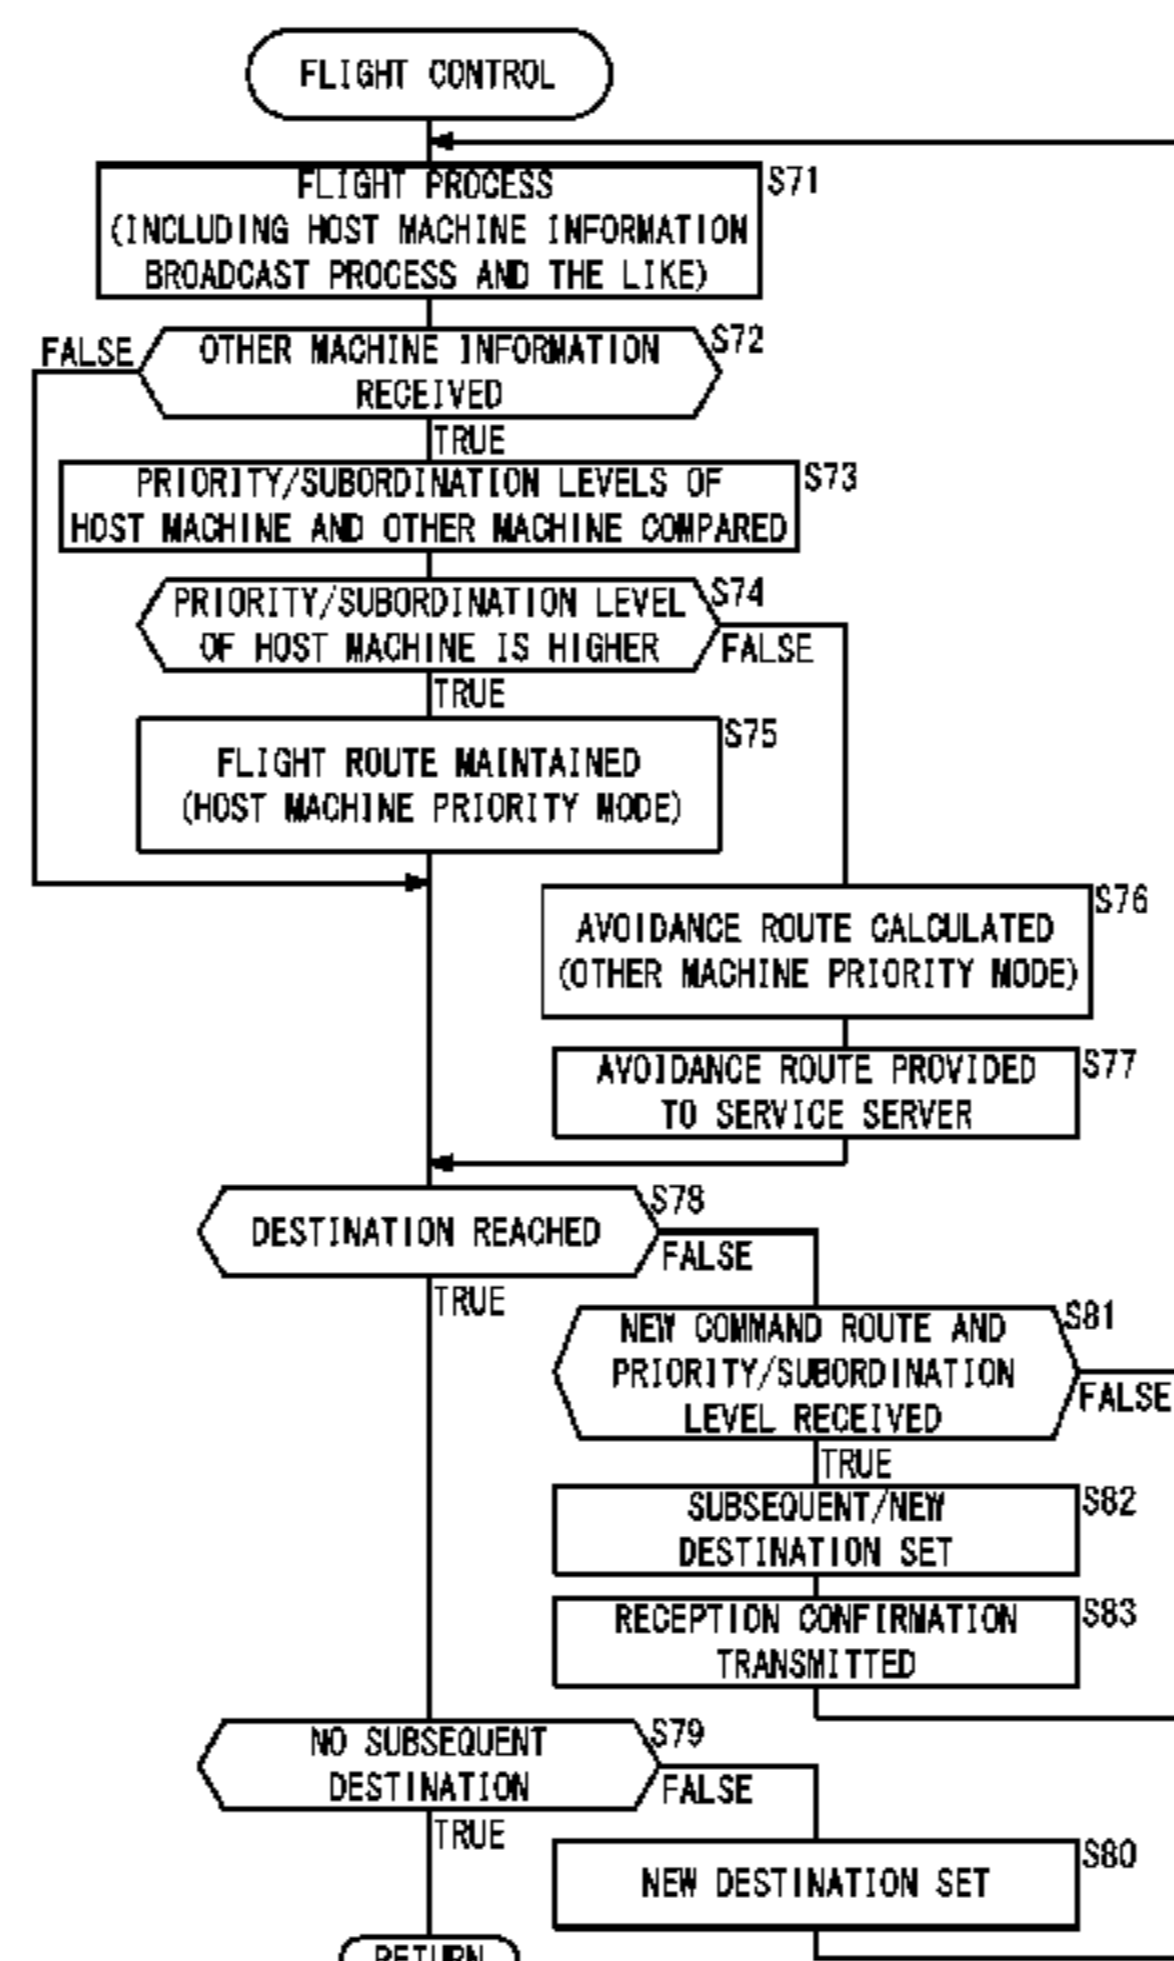 FLIGHT CONTROL
S71
FLIGHT PROCESS
(INCLUDING HOST MACHINE INFORMATION
BROADCAST PROCESS AND THE LIKE)
S72
FALSE
OTHER MACHINE INFORMATION
RECEIVED
TRUE
S73
PRIORITY/SUBORDINATION LEVELS OF
HOST MACHINE AND OTHER MACHINE COMPARED
S74
PRIORITY/SUBORDINATION LEVEL
OF HOST MACHINE IS HIGHER
FALSE
TRUE
S75
FLIGHT ROUTE MAINTAINED
(HOST MACHINE PRIORITY MODE)
S76
AVOIDANCE ROUTE CALCULATED
(OTHER MACHINE PRIORITY MODE)
S77
AVOIDANCE ROUTE PROVIDED
TO SERVICE SERVER
S78
DESTINATION REACHED
FALSE
TRUE
S81
NEW COMMAND ROUTE AND
PRIORITY/SUBORDINATION
LEVEL RECEIVED
FALSE
TRUE
S82
SUBSEQUENT/NEW
DESTINATION SET
S83
RECEPTION CONFIRMATION
TRANSMITTED
S79
NO SUBSEQUENT
DESTINATION
FALSE
TRUE
S80
NEW DESTINATION SET
RETURN